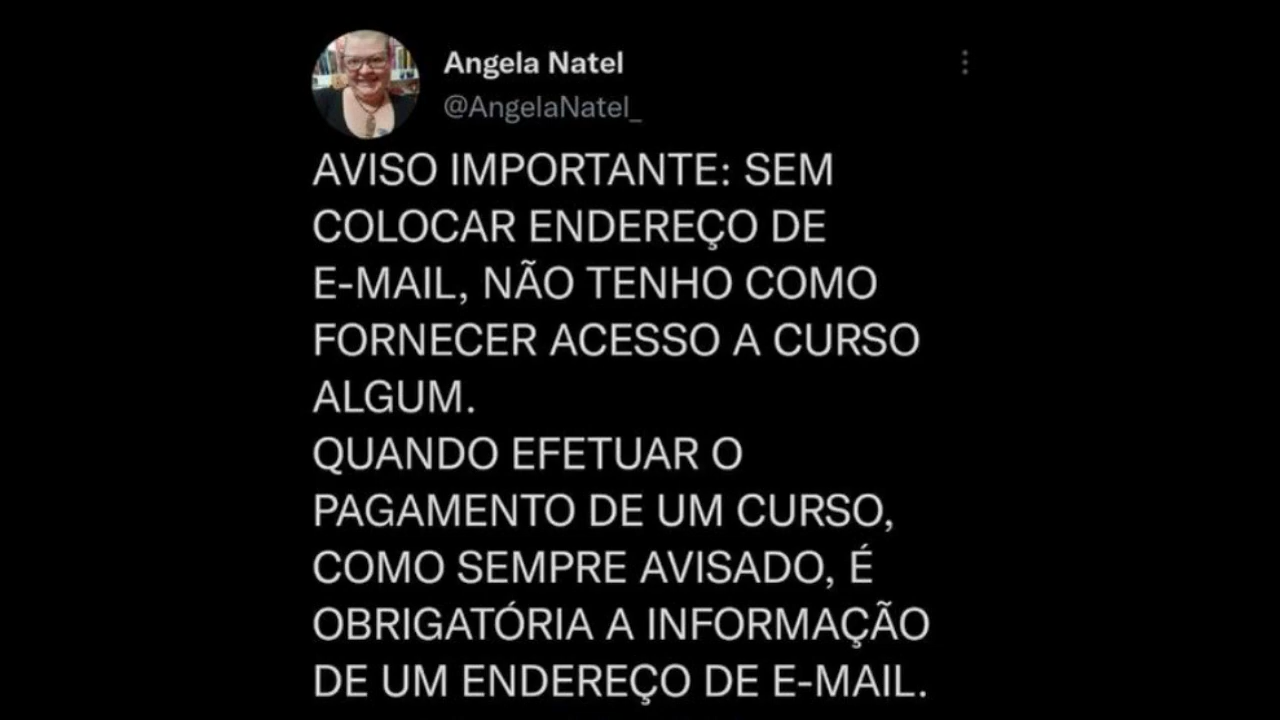 Angela Natel
@AngelaNatel_
AVISO IMPORTANTE: SEM
COLOCAR ENDEREÇO DE
E-MAIL, NÃO TENHO COMO
FORNECER ACESSO A CURSO
ALGUM.
QUANDO EFETUAR O
PAGAMENTO DE UM CURSO,
COMO SEMPRE AVISADO, É
OBRIGATÓRIA A INFORMAÇÃO
DE UM ENDEREÇO DE E-MAIL.